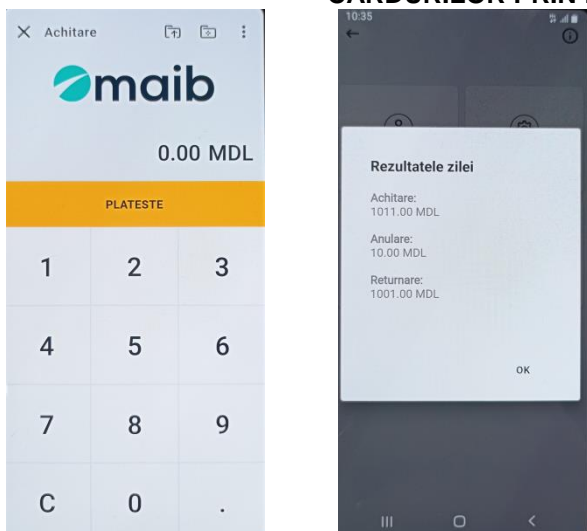 CARDURILOR PRIN
Achitare
maib
0.00 MDL
PLATESTE
1 2 3
4 5 6
7 8 9
C 0 .
10:35
Rezultatele zilei
Achitare:
1011.00 MDL
Anulare:
10.00 MDL
Returnare:
1001.00 MDL
OK